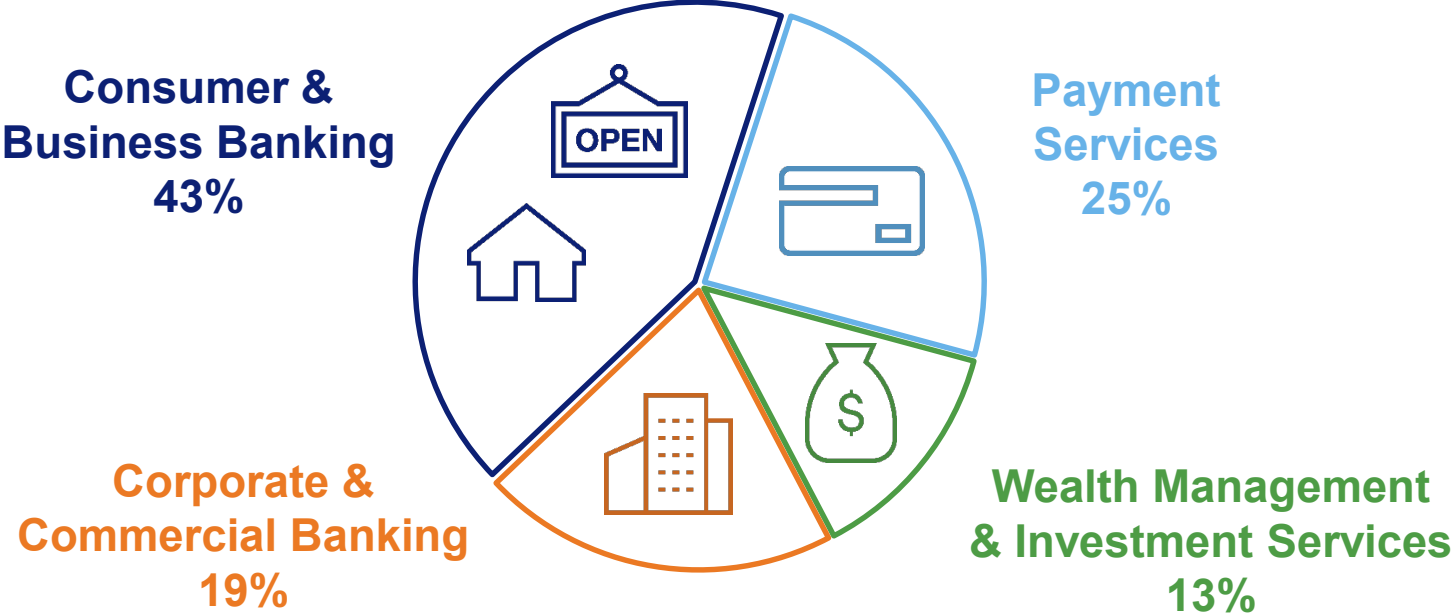 Consumer &
Business Banking
43%
OPEN
Payment
Services
25%
$
Corporate &
Commercial Banking
19%
Wealth Management
& Investment Services
13%